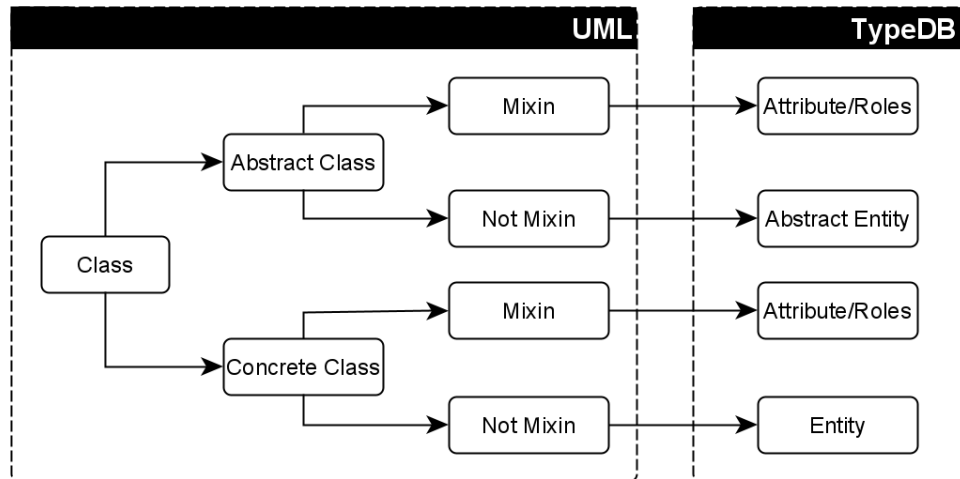 UML
TypeDB
Mixin
Attribute/Roles
Abstract Class
Not Mixin
Abstract Entity
Class
Mixin
Attribute/Roles
Concrete Class
Not Mixin
Entity